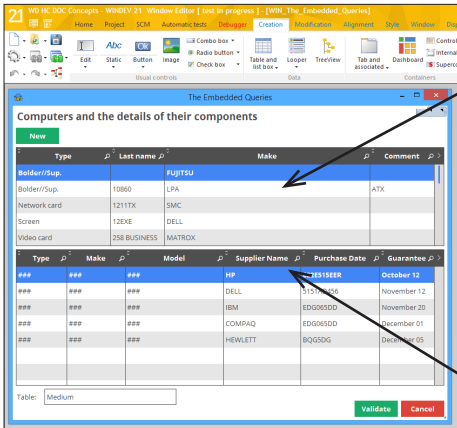 21 WD HC DOC Concepts - WINDEV 21 Window Editor [ test in progress ] - [WIN_The_Embedded_Queries]
Home Project SCM Automatic tests Debugger Creation Modification Alignment Style Window Disp
Edit Abc Static Ok Button Image Combo box Radio button Check box Table and list box Looper TreeView Tab and associated Dashboard Control Internal Superco
Usual controls Data Containers
The Embedded Queries
Computers and the details of their components
New
Type Last name Make Comment
Bolder//Sup. FUJITSU
Bolder//Sup. 10860 LPA ATX
Network card 1211TX SMC
Screen 12EXE DELL
Video card 258 BUSINESS MATROX
Type Make Model Supplier Name Purchase Date Guarantee
### ### ### HP October 12
### ### ### DELL November 12
### ### ### IBM EDG065DD November 20
### ### ### COMPAQ EDG065DD December 01
### ### ### HEWLETT BQG5DG December 05
Table: Medium
Validate Cancel